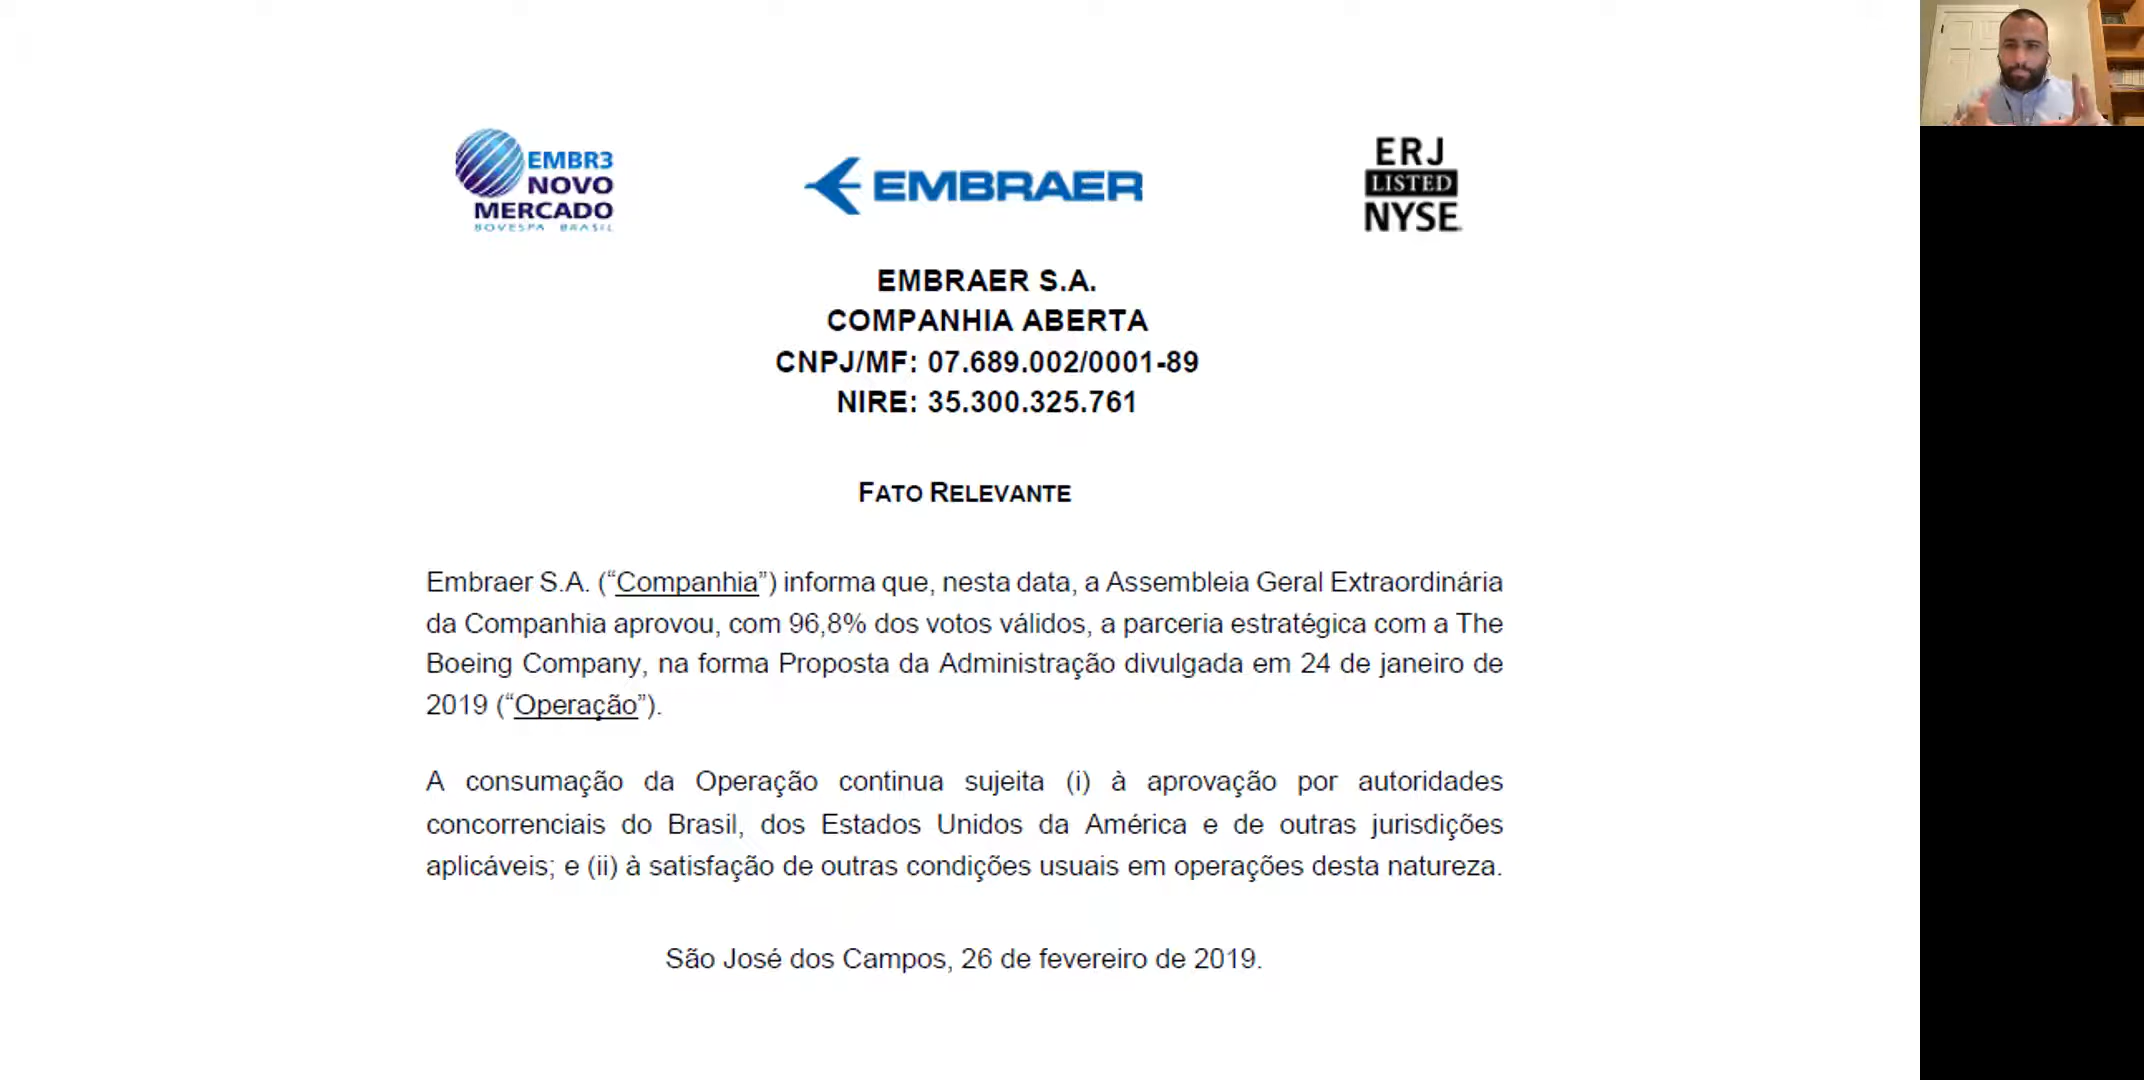 EMBR3
NOVO
MERCADO
BOVESPA BRASIL
EMBRAER
ERJ
LISTED
NYSE
EMBRAER S.A.
COMPANHIA ABERTA
CNPJ/MF: 07.689.002/0001-89
NIRE: 35.300.325.761
FATO RELEVANTE
Embraer S.A. (“Companhia”) informa que, nesta data, a Assembleia Geral Extraordinária
da Companhia aprovou, com 96,8% dos votos válidos, a parceria estratégica com a The
Boeing Company, na forma Proposta da Administração divulgada em 24 de janeiro de
2019 (“Operação”).
A consumação da Operação continua sujeita (i) à aprovação por autoridades
concorrenciais do Brasil, dos Estados Unidos da América e de outras jurisdições
aplicáveis; e (ii) à satisfação de outras condições usuais em operações desta natureza.
São José dos Campos, 26 de fevereiro de 2019.